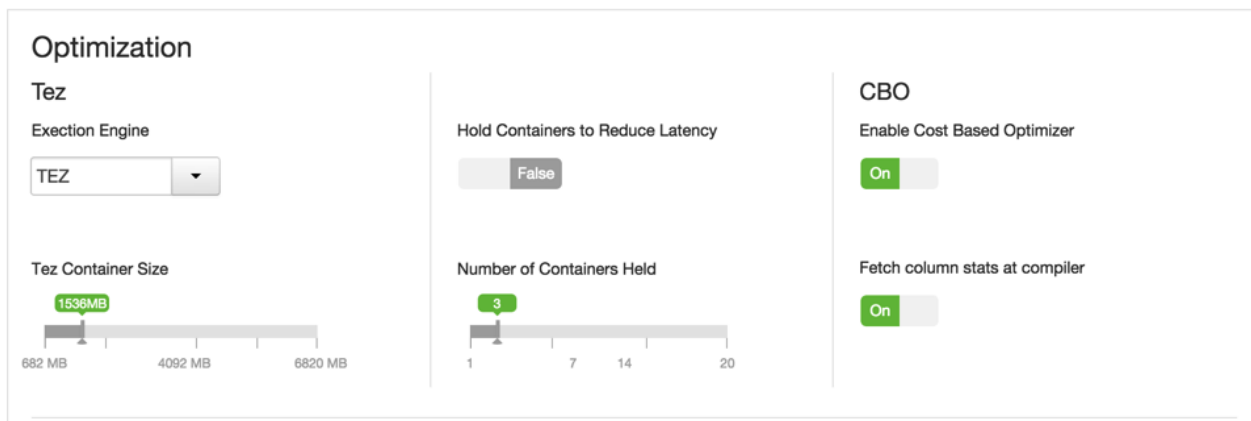 Optimization
Tez
Exection Engine
TEZ
Tez Container Size
1536MB
682 MB 4092 MB 6820 MB
Hold Containers to Reduce Latency
False
Number of Containers Held
3
1 7 14 20
CBO
Enable Cost Based Optimizer
On
Fetch column stats at compiler
On